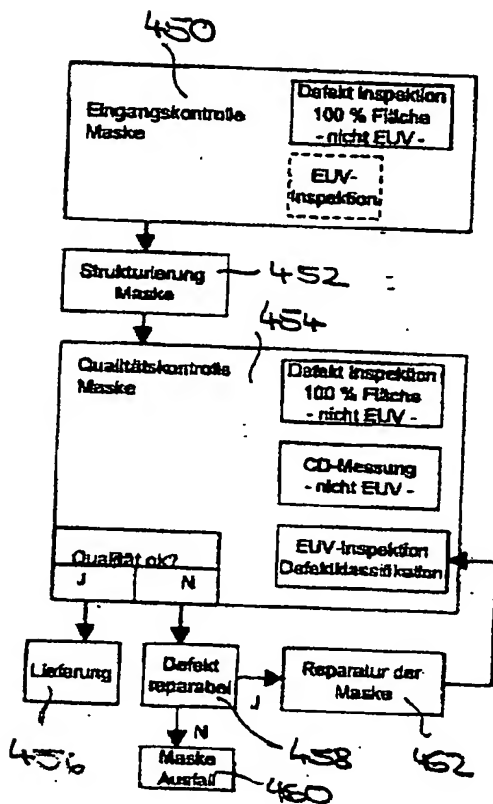 450
Eingangskontrolle
Maske
Defekt Inspektion
100 % Fläche
- nicht EUV -
EUV-
Inspektion
Strukturierung
Maske
452
454
Qualitätskontrolle
Maske
Defekt Inspektion
100 % Fläche
- nicht EUV -
CD-Messung
- nicht EUV -
EUV-Inspektion
Defektklassifikation
Qualität ok?
J
N
Lieferung
Defekt
reparabel
J
Reparatur der
Maske
N
456
458
462
Maske
Ausfall
460